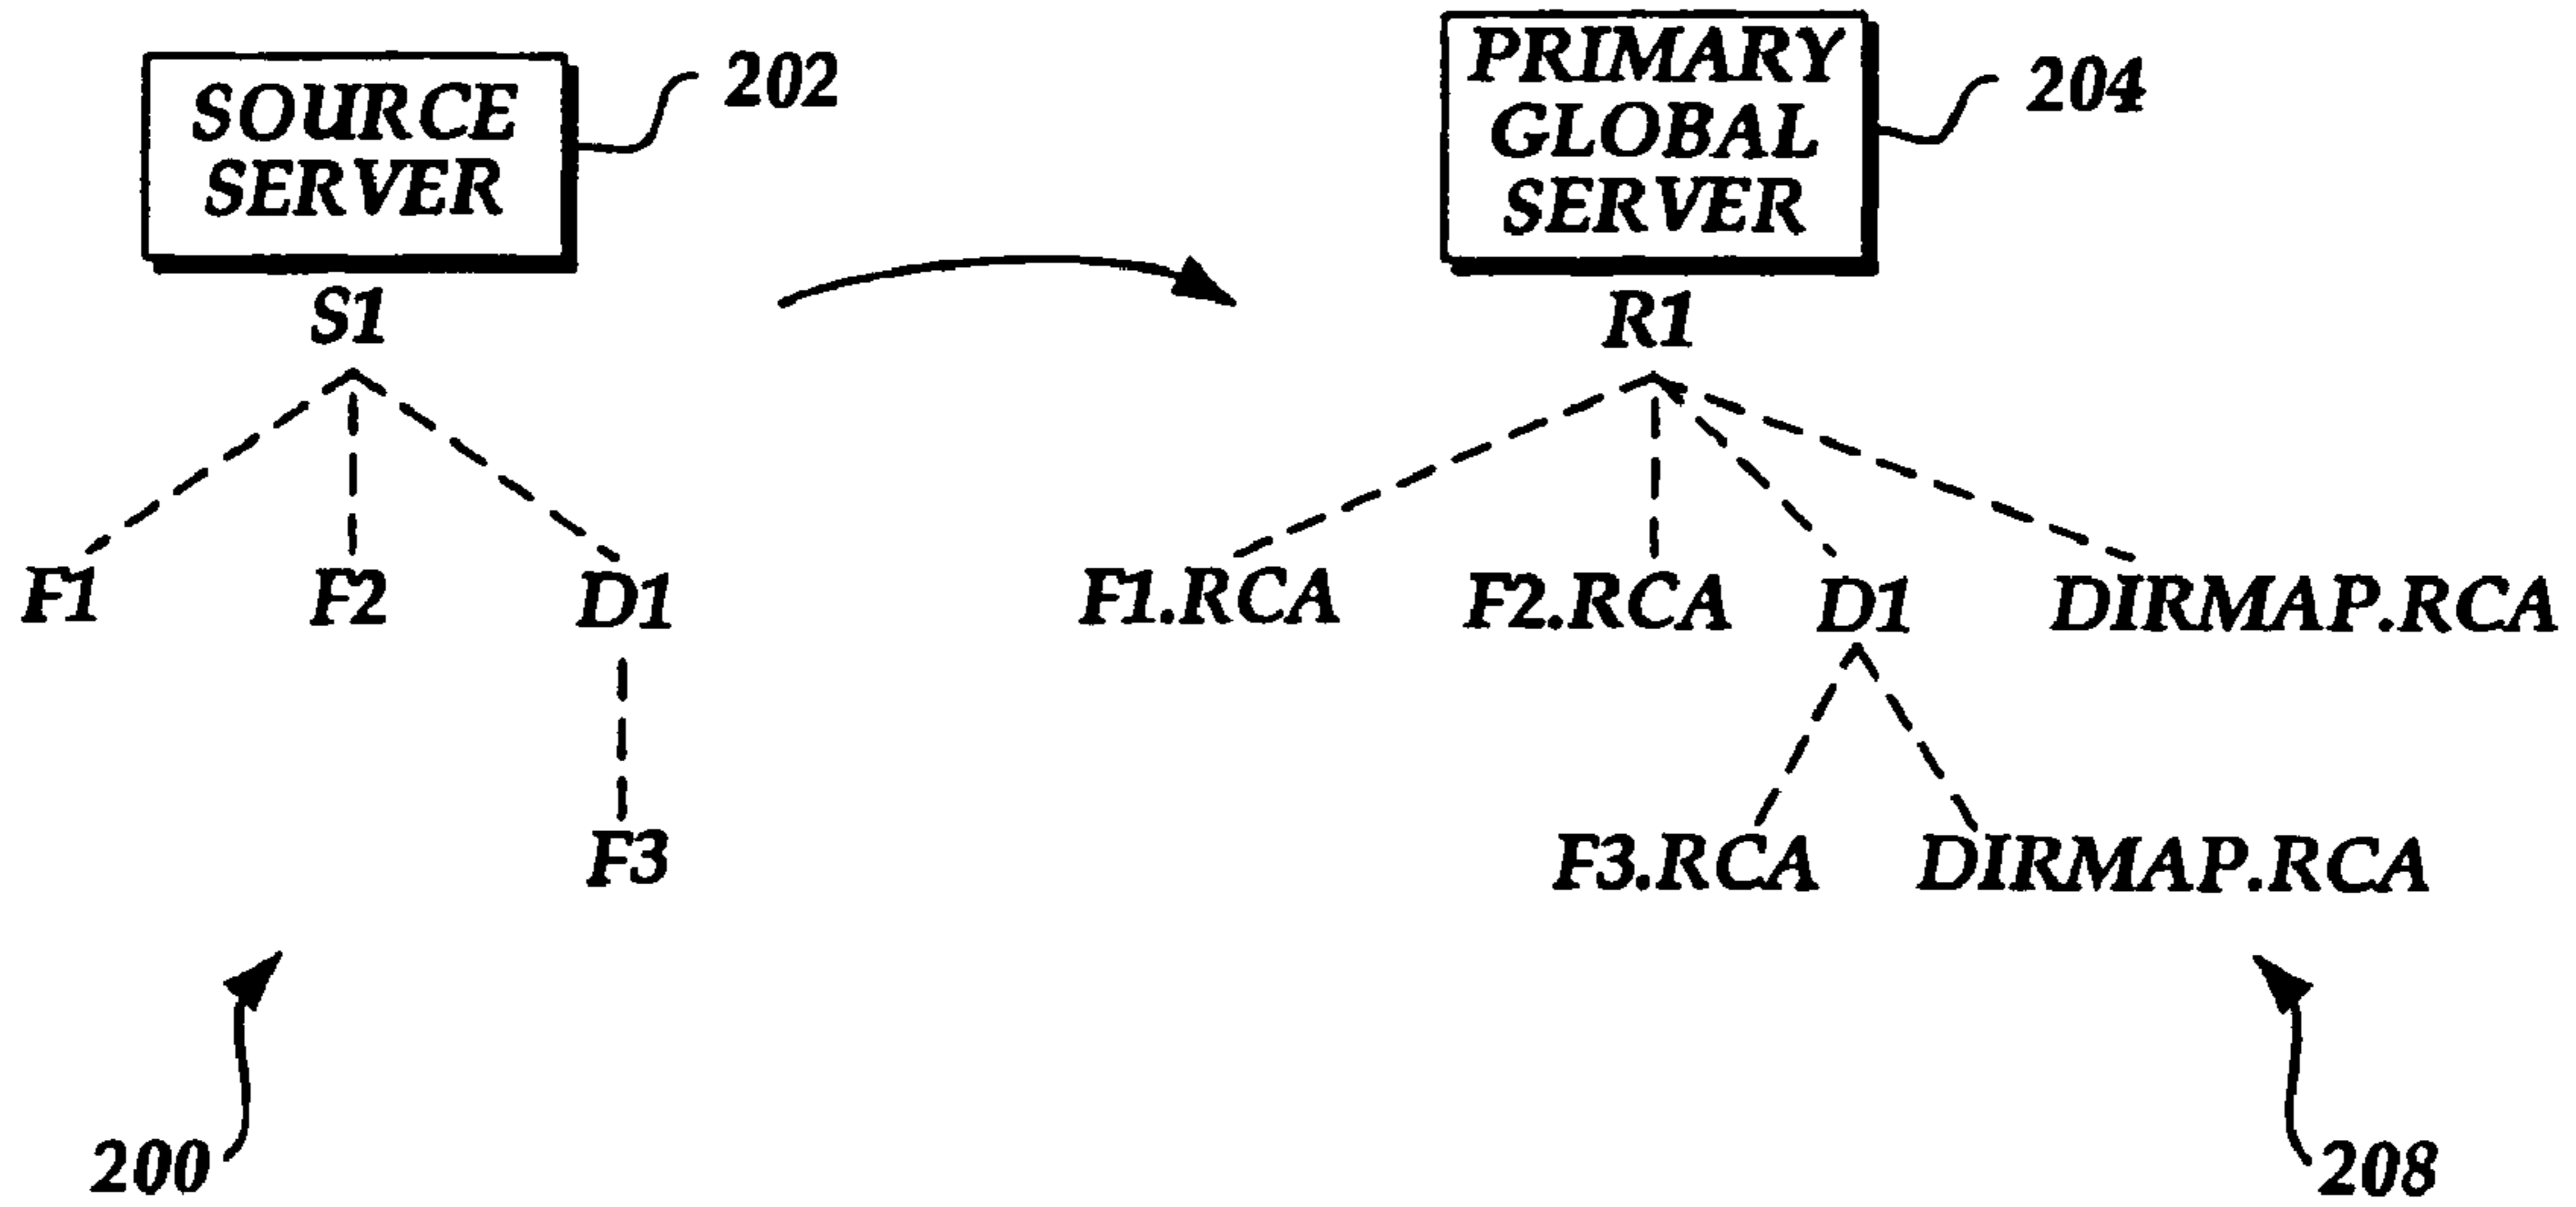 SOURCE
SERVER
202
S1
F1 F2 D1
F3
200
PRIMARY
GLOBAL
SERVER
204
R1
F1.RCA F2.RCA D1 DIRMAP.RCA
F3.RCA DIRMAP.RCA
208